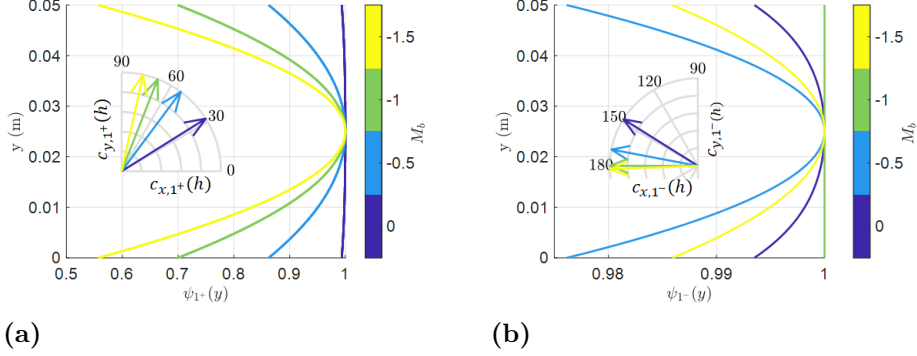 0.05
0.04
0.03
0.02
0.01
0
y (m)
90
60
30
0
c_{y,1^+}(h)
c_{x,1^+}(h)
0.5 0.6 0.7 0.8 0.9 1
ψ_{1^+}(y)
-1.5
-1
-0.5
0
M_b
(a)
0.05
0.04
0.03
0.02
0.01
0
y (m)
90
120
150
180
c_{y,1^-}(h)
c_{x,1^-}(h)
0.98 0.99 1
ψ_{1^-}(y)
-1.5
-1
-0.5
0
M_b
(b)